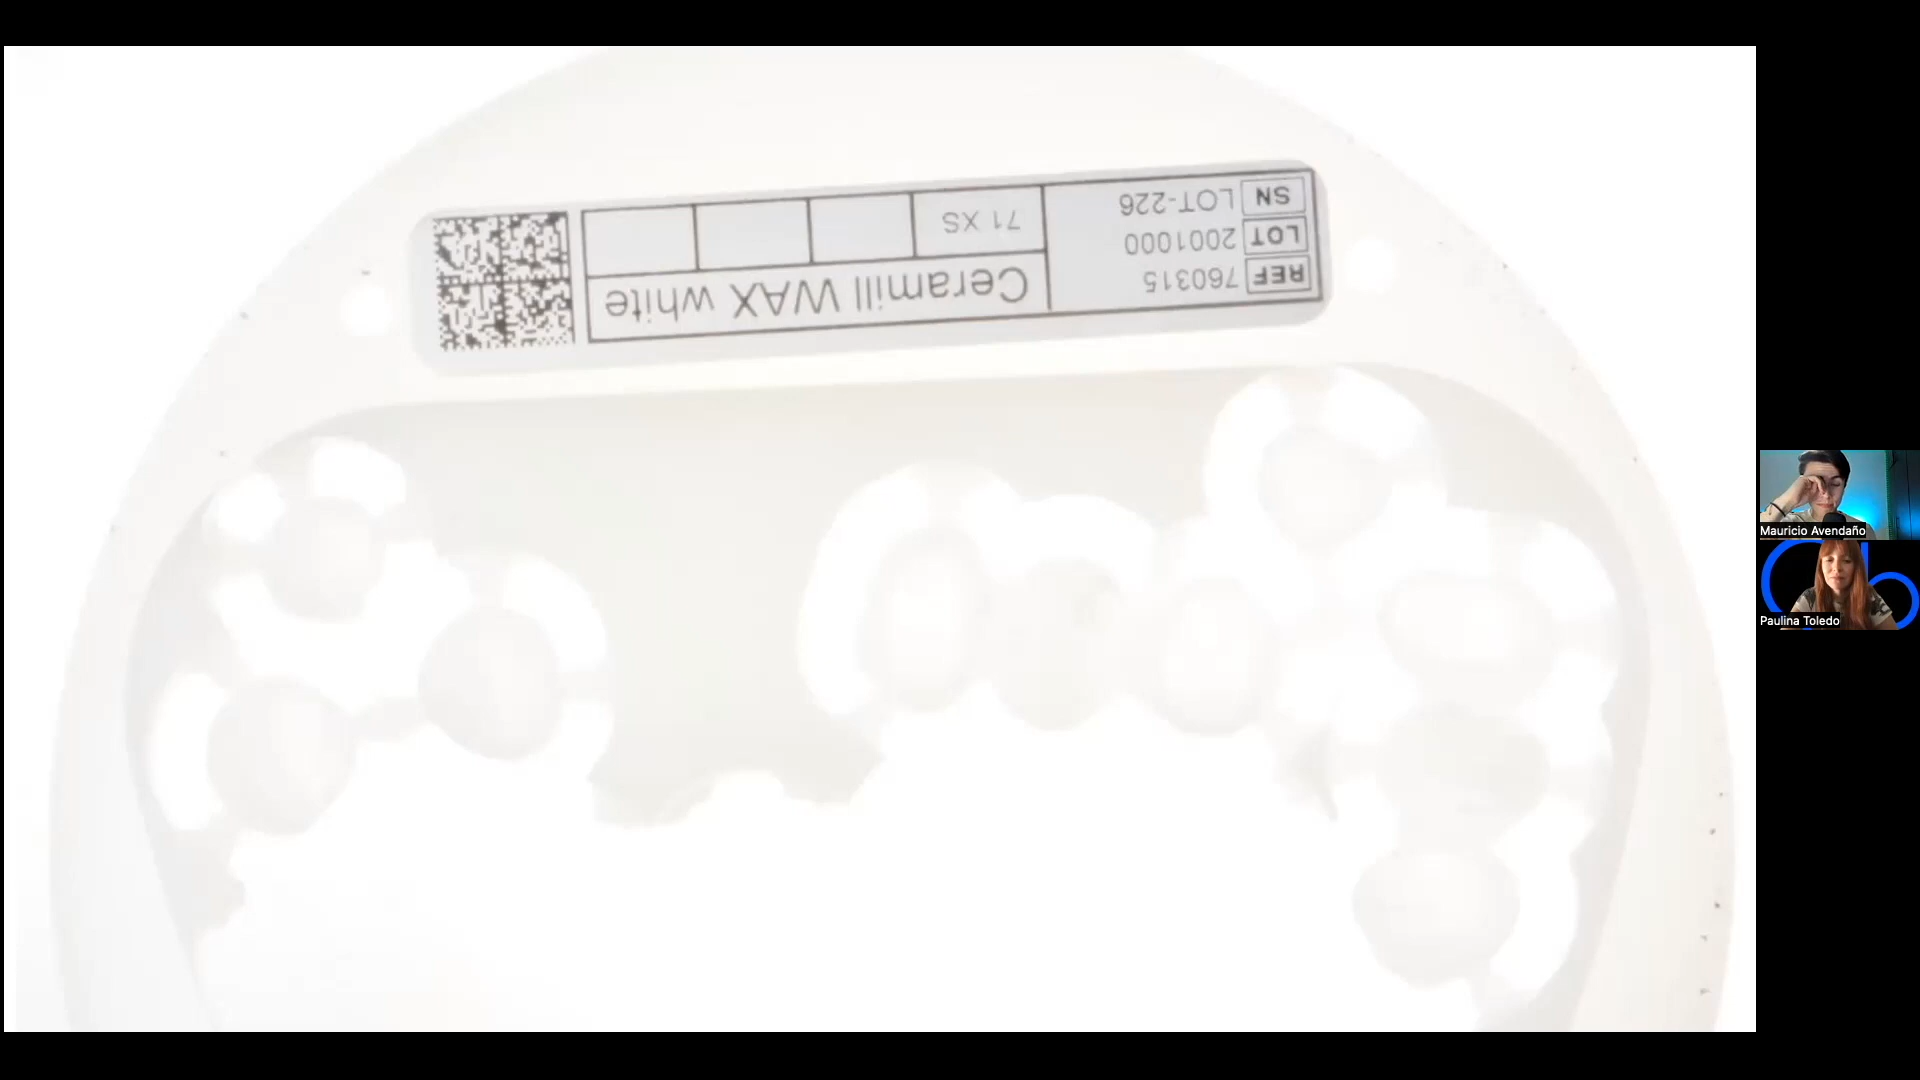 Ceramill WAX white
71 XS
REF 760315
LOT 2001000
SN LOT-226
Mauricio Avendaño
Paulina Toledo